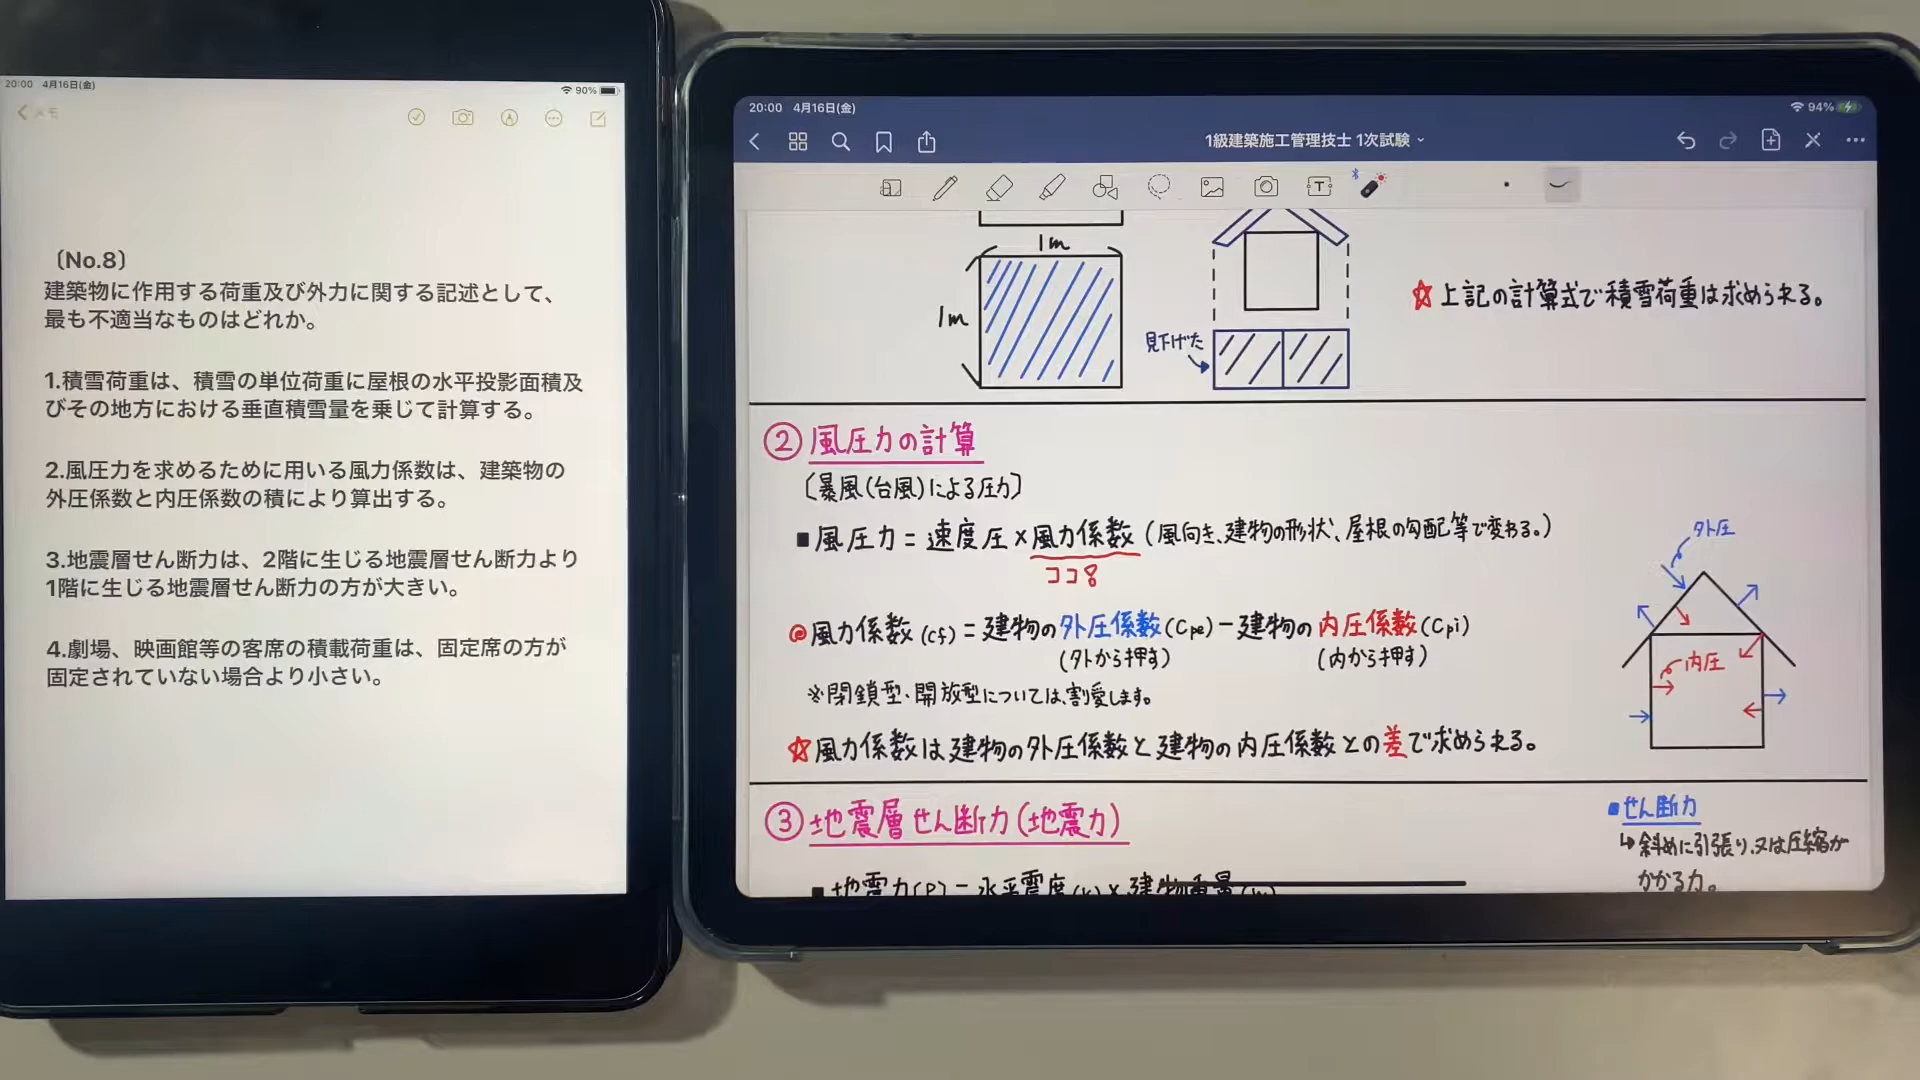 20:00 4月16日(金)
90%
メモ
〔No.8〕
建築物に作用する荷重及び外力に関する記述として、
最も不適当なものはどれか。
1.積雪荷重は、積雪の単位荷重に屋根の水平投影面積及
びその地方における垂直積雪量を乗じて計算する。
2.風圧力を求めるために用いる風力係数は、建築物の
外圧係数と内圧係数の積により算出する。
3.地震層せん断力は、2階に生じる地震層せん断力より
1階に生じる地震層せん断力の方が大きい。
4.劇場、映画館等の客席の積載荷重は、固定席の方が
固定されていない場合より小さい。
20:00 4月16日(金)
94%
1級建築施工管理技士 1次試験
1m
1m
見下げた
☆上記の計算式で積雪荷重は求められる。
②風圧力の計算
〔暴風(台風)による圧力〕
■風圧力=速度圧×風力係数(風向き、建物の形状、屋根の勾配等で変わる。)
ココ!
◎風力係数(Cf)=建物の外圧係数(Cpe)-建物の内圧係数(Cpi)
(外から押す) (内から押す)
※閉鎖型・開放型については、割愛します。
☆風力係数は建物の外圧係数と建物の内圧係数との差で求められる。
外圧
内圧
③地震層せん断力(地震力)
■せん断力
↳斜めに引張り、又は圧縮が
かかる力。
■地震力(P)=水平震度(K)×建物重量(W)